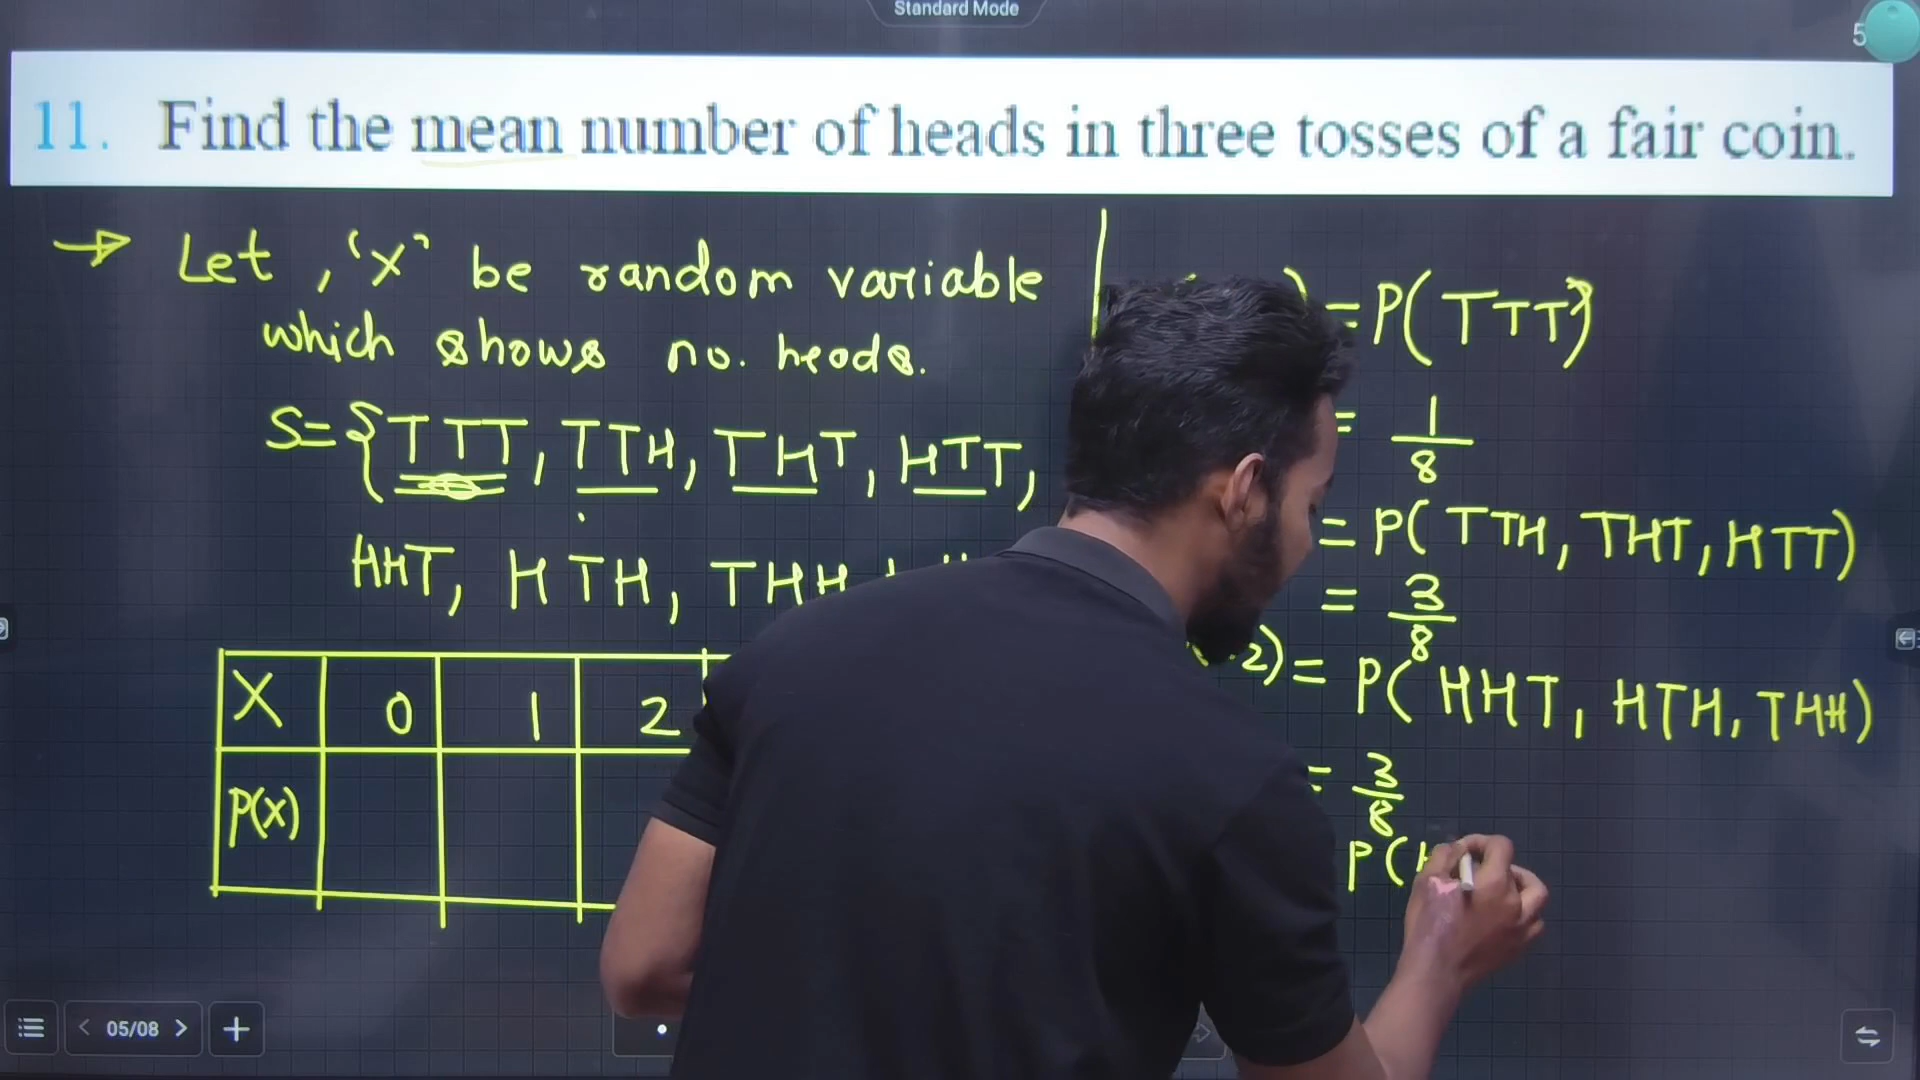 Standard Mode
5
11. Find the mean number of heads in three tosses of a fair coin.
→ Let, 'X' be random variable
which shows no. heads.
S={TTT, TTH, THT, HTT,
HHT, HTH, THH
X 0 1 2
P(X)
) = P(TTT)
= 1/8
= P(TTH, THT, HTT)
= 3/8
2) = P(HHT, HTH, THH)
= 3/8
P(H
05/08